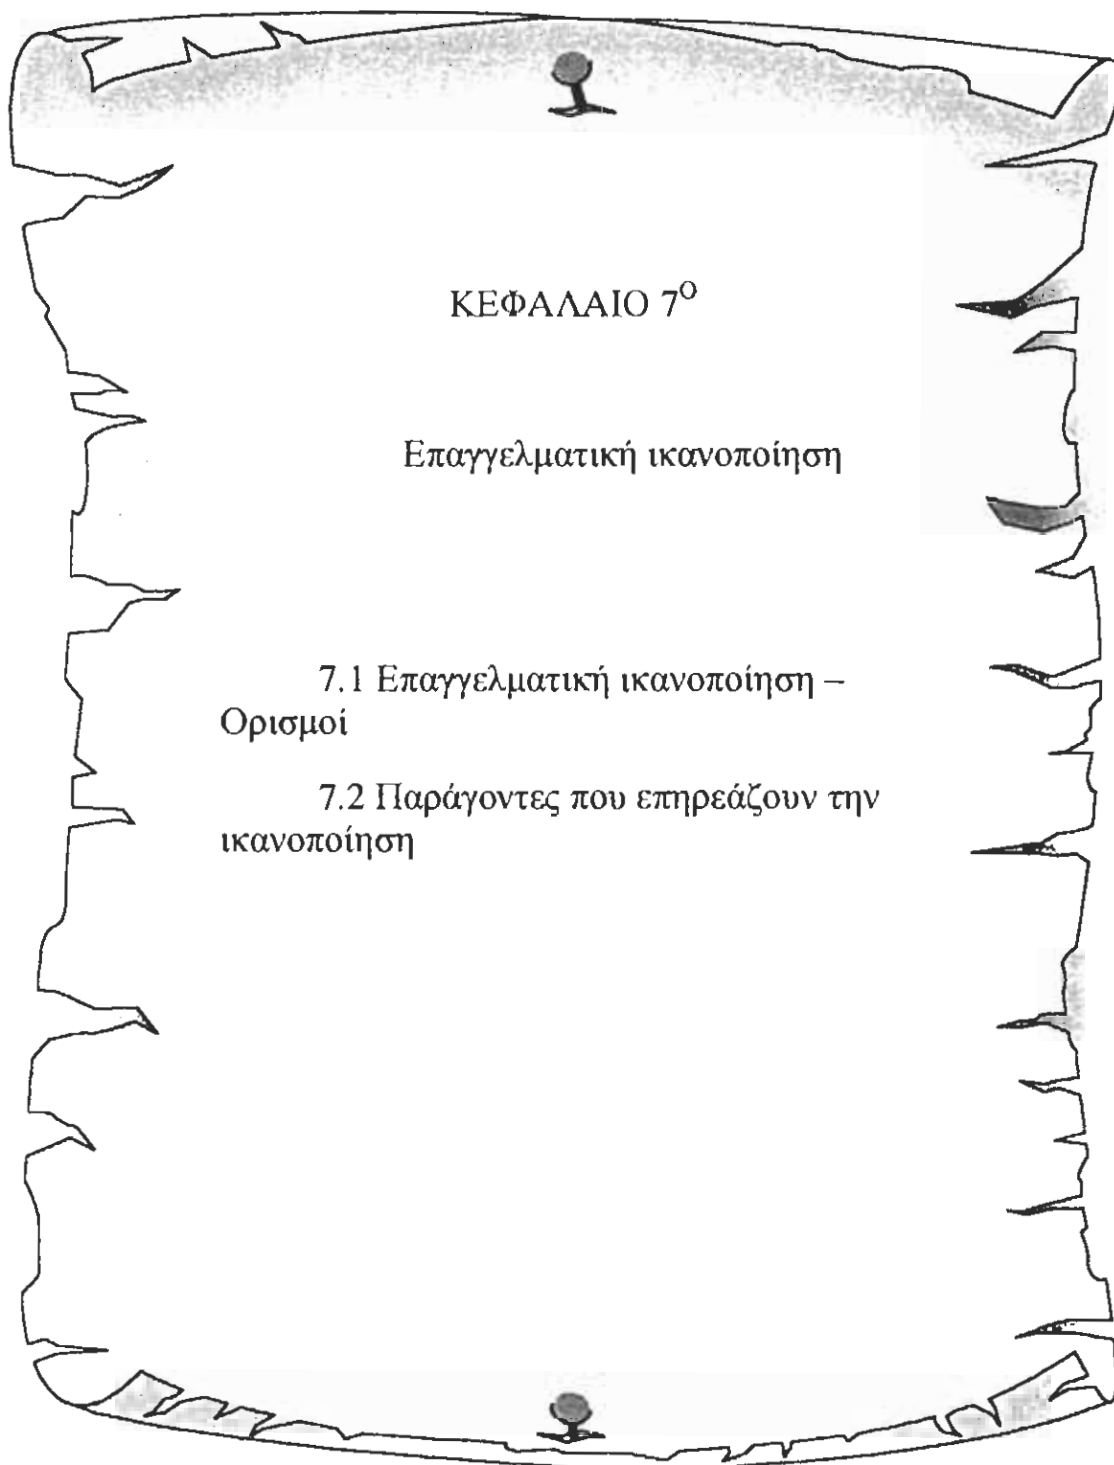 ΚΕΦΑΛΑΙΟ 7Ο
Επαγγελματική ικανοποίηση
7.1 Επαγγελματική ικανοποίηση –
Ορισμοί
7.2 Παράγοντες που επηρεάζουν την
ικανοποίηση